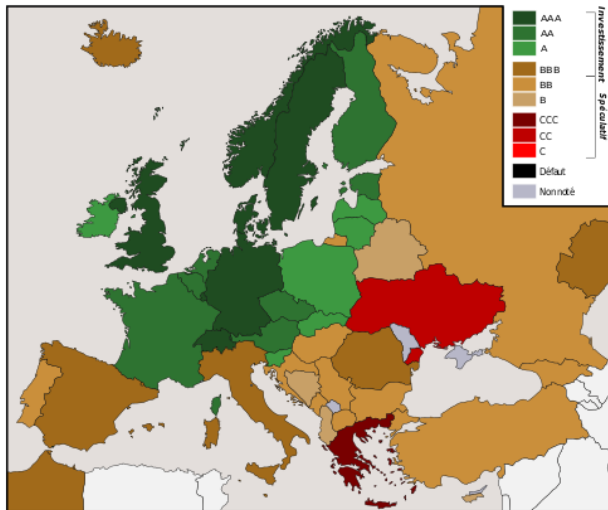 AAA
AA
A
BBB
BB
B
CCC
CC
C
Défaut
Non noté
Investissement
Spéculatif